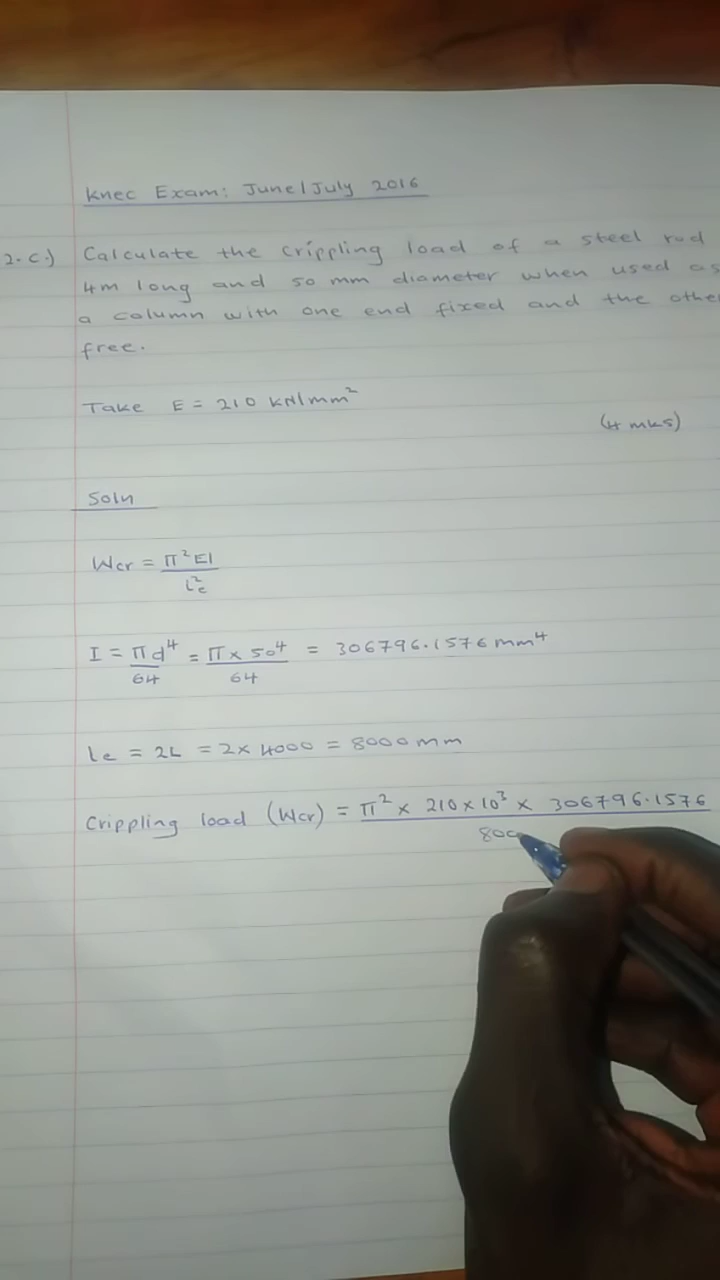 Knec Exam: June/July 2016
2.c.) Calculate the crippling load of a steel rod
4m long and 50 mm diameter when used as
a column with one end fixed and the other
free.
Take E = 210 kN/mm²
(4 mks)
Soln
Wcr = π²EI / Le²
I = πd⁴/64 = π x 50⁴/64 = 306796.1576 mm⁴
Le = 2L = 2 x 4000 = 8000 mm
Crippling load (Wcr) = π² x 210 x 10³ x 306796.1576
800